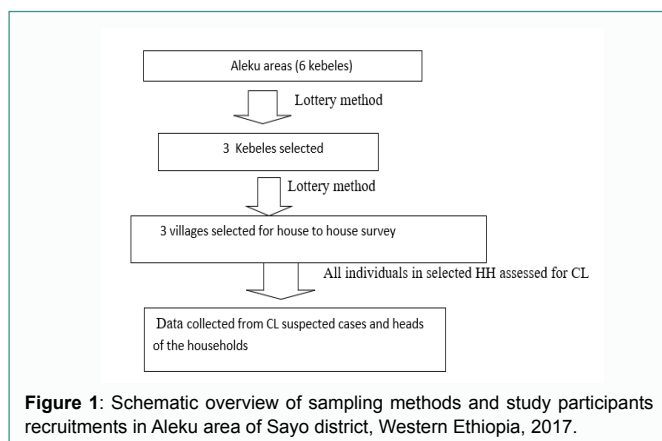 Aleku areas (6 kebeles)
Lottery method
3 Kebeles selected
Lottery method
3 villages selected for house to house survey
All individuals in selected HH assessed for CL
Data collected from CL suspected cases and heads
of the households
Figure 1: Schematic overview of sampling methods and study participants
recruitments in Aleku area of Sayo district, Western Ethiopia, 2017.